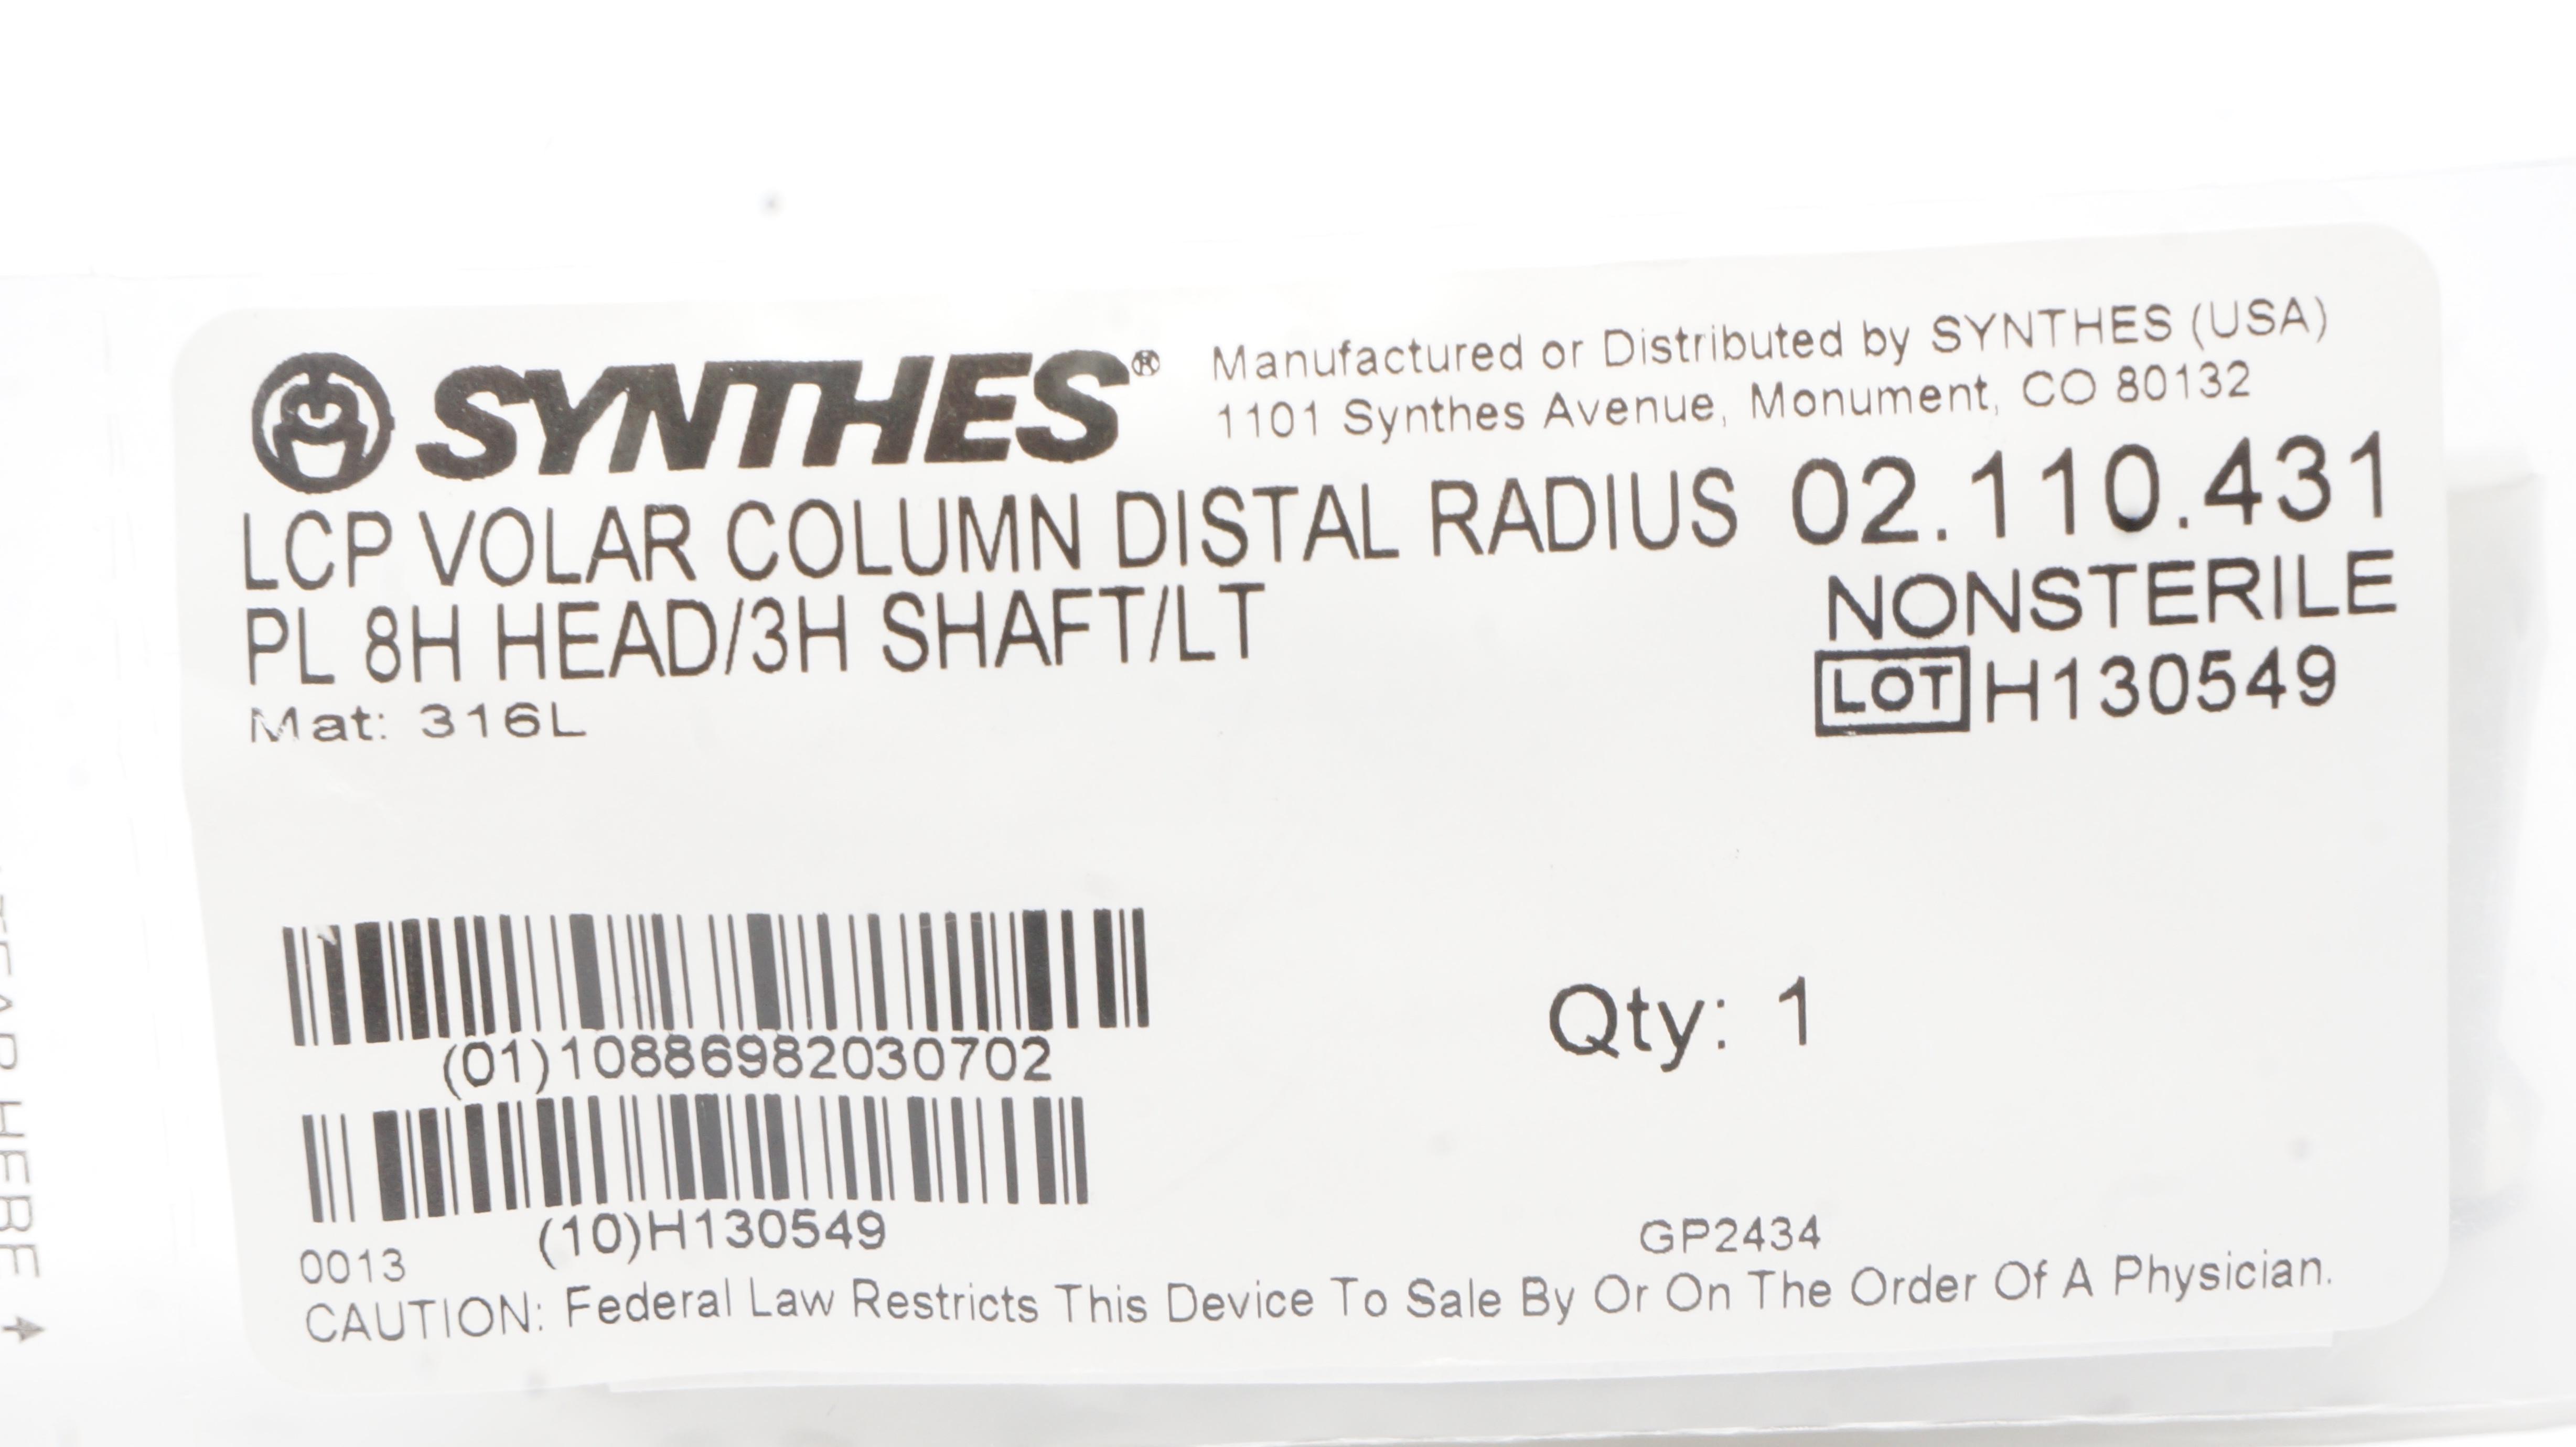 SYNTHES®
Manufactured or Distributed by SYNTHES (USA)
1101 Synthes Avenue, Monument, CO 80132
LCP VOLAR COLUMN DISTAL RADIUS 02.110.431
PL 8H HEAD/3H SHAFT/LT
NONSTERILE
LOT H130549
Mat: 316L
(01)10886982030702
Qty: 1
(10)H130549
0013
GP2434
CAUTION: Federal Law Restricts This Device To Sale By Or On The Order Of A Physician.
TEAR HERE